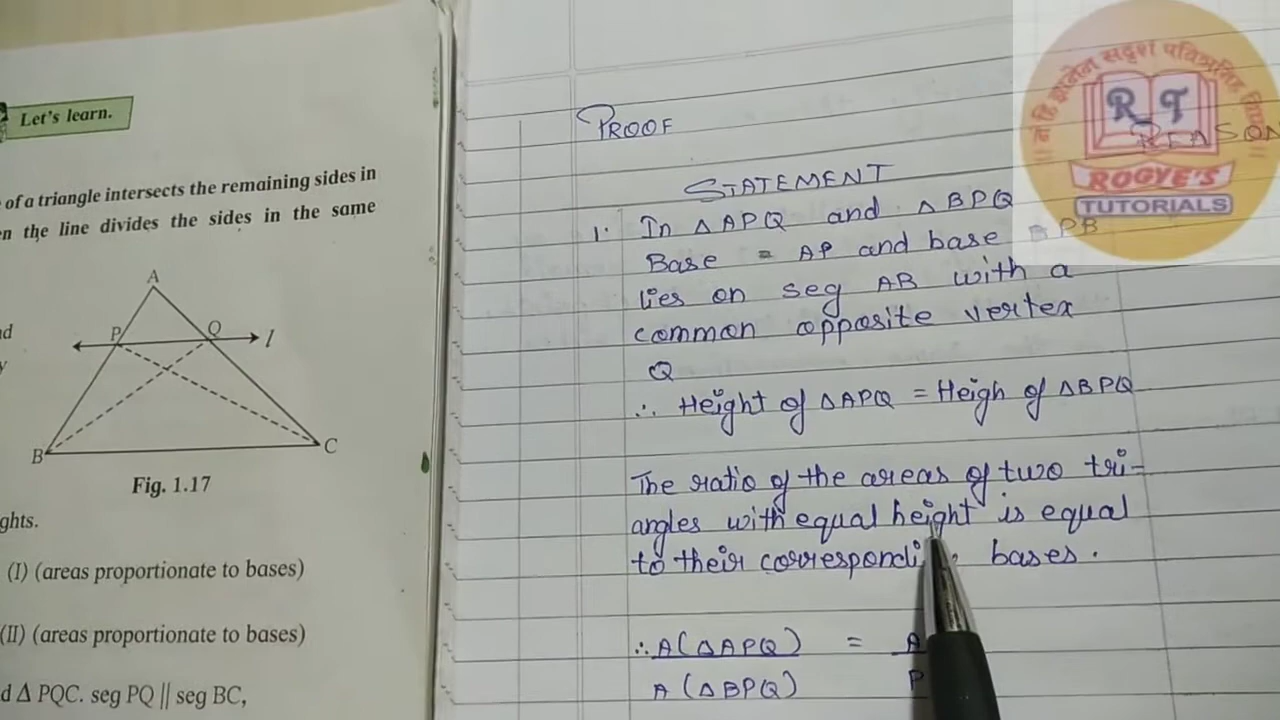 Let's learn.
of a triangle intersects the remaining sides in
the line divides the sides in the same
A
P
Q
l
B
C
Fig. 1.17
ghts.
(I) (areas proportionate to bases)
(II) (areas proportionate to bases)
Δ PQC. seg PQ || seg BC,
PROOF
REASON
STATEMENT
1. In ΔAPQ and ΔBPQ
Base = AP and base = PB
lies on seg AB with a
common opposite vertex
Q
∴ Height of ΔAPQ = Heigh of ΔBPQ
The ratio of the areas of two tri-
angles with equal height is equal
to their bases.
∴ A(ΔAPQ) = A
A(ΔBPQ) P
RT
ROGYE'S
TUTORIALS